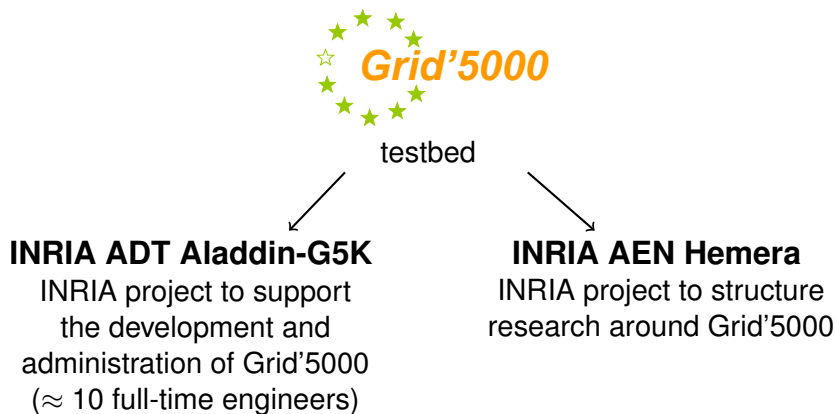 Grid'5000
testbed
INRIA ADT Aladdin-G5K
INRIA project to support
the development and
administration of Grid'5000
(≈ 10 full-time engineers)
INRIA AEN Hemera
INRIA project to structure
research around Grid'5000